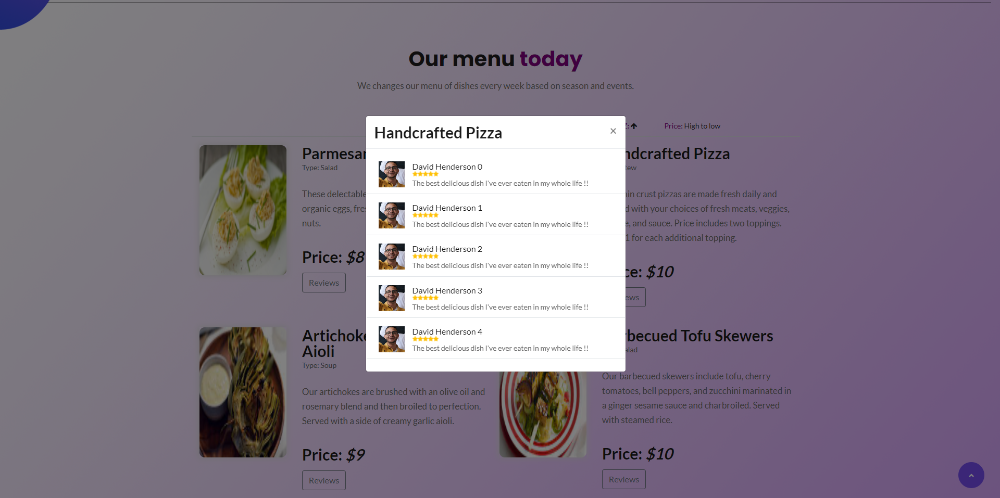 Our menu today
We changes our menu of dishes every week based on season and events.
Z:
Price: High to low
Handcrafted Pizza
×
David Henderson 0
The best delicious dish I've ever eaten in my whole life !!
David Henderson 1
The best delicious dish I've ever eaten in my whole life !!
David Henderson 2
The best delicious dish I've ever eaten in my whole life !!
David Henderson 3
The best delicious dish I've ever eaten in my whole life !!
David Henderson 4
The best delicious dish I've ever eaten in my whole life !!
Parmesan
Type: Salad
These delectable
organic eggs, fres
nuts.
Price: $8
Reviews
ndcrafted Pizza
tew
in crust pizzas are made fresh daily and
d with your choices of fresh meats, veggies,
e, and sauce. Price includes two toppings.
1 for each additional topping.
ce: $10
ews
Artichoke
Aioli
Type: Soup
Our artichokes are brushed with an olive oil and
rosemary blend and then broiled to perfection.
Served with a side of creamy garlic aioli.
Price: $9
Reviews
rbecued Tofu Skewers
alad
Our barbecued skewers include tofu, cherry
tomatoes, bell peppers, and zucchini marinated in
a ginger sesame sauce and charbroiled. Served
with steamed rice.
Price: $10
Reviews